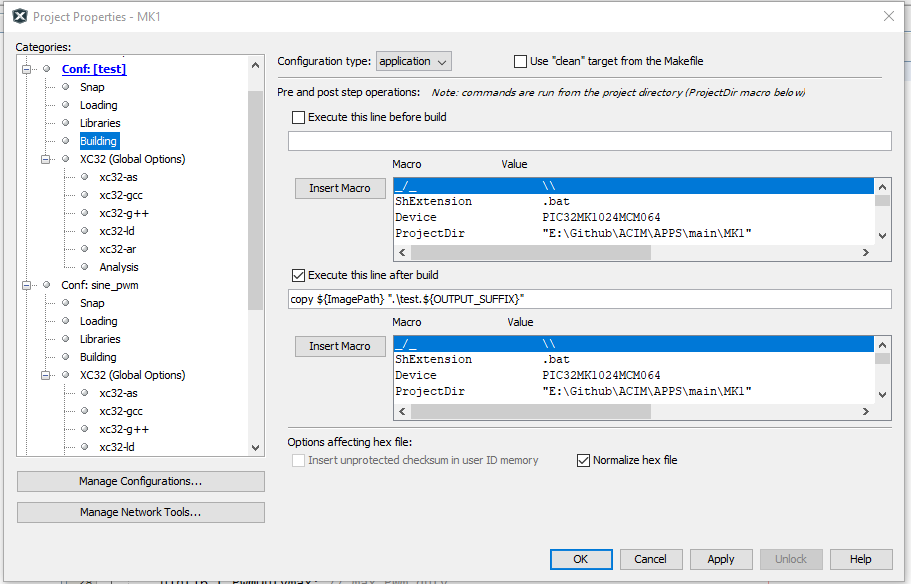 Project Properties - MK1
Categories:
Conf: [test]
Snap
Loading
Libraries
Building
XC32 (Global Options)
xc32-as
xc32-gcc
xc32-g++
xc32-ld
xc32-ar
Analysis
Conf: sine_pwm
Snap
Loading
Libraries
Building
XC32 (Global Options)
xc32-as
xc32-gcc
xc32-g++
xc32-ld
Manage Configurations...
Manage Network Tools...
Configuration type: application
Use "clean" target from the Makefile
Pre and post step operations: Note: commands are run from the project directory (ProjectDir macro below)
Execute this line before build
Macro Value
Insert Macro
_/_ \\
ShExtension .bat
Device PIC32MK1024MCM064
ProjectDir "E:\Github\ACIM\APPS\main\MK1"
Execute this line after build
copy ${ImagePath} ".\test.${OUTPUT_SUFFIX}"
Macro Value
Insert Macro
_/_ \\
ShExtension .bat
Device PIC32MK1024MCM064
ProjectDir "E:\Github\ACIM\APPS\main\MK1"
Options affecting hex file:
Insert unprotected checksum in user ID memory
Normalize hex file
OK
Cancel
Apply
Unlock
Help